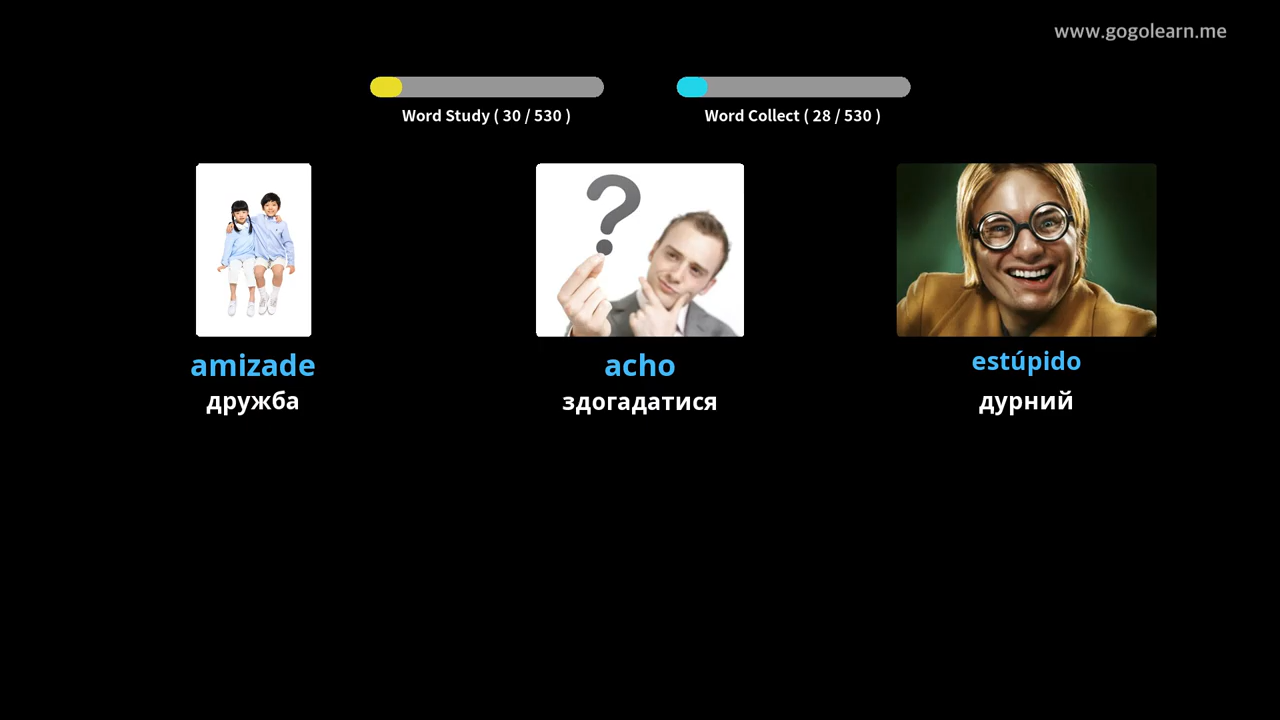 www.gogolearn.me
Word Study ( 30 / 530 )
Word Collect ( 28 / 530 )
?
amizade
дружба
acho
здогадатися
estúpido
дурний